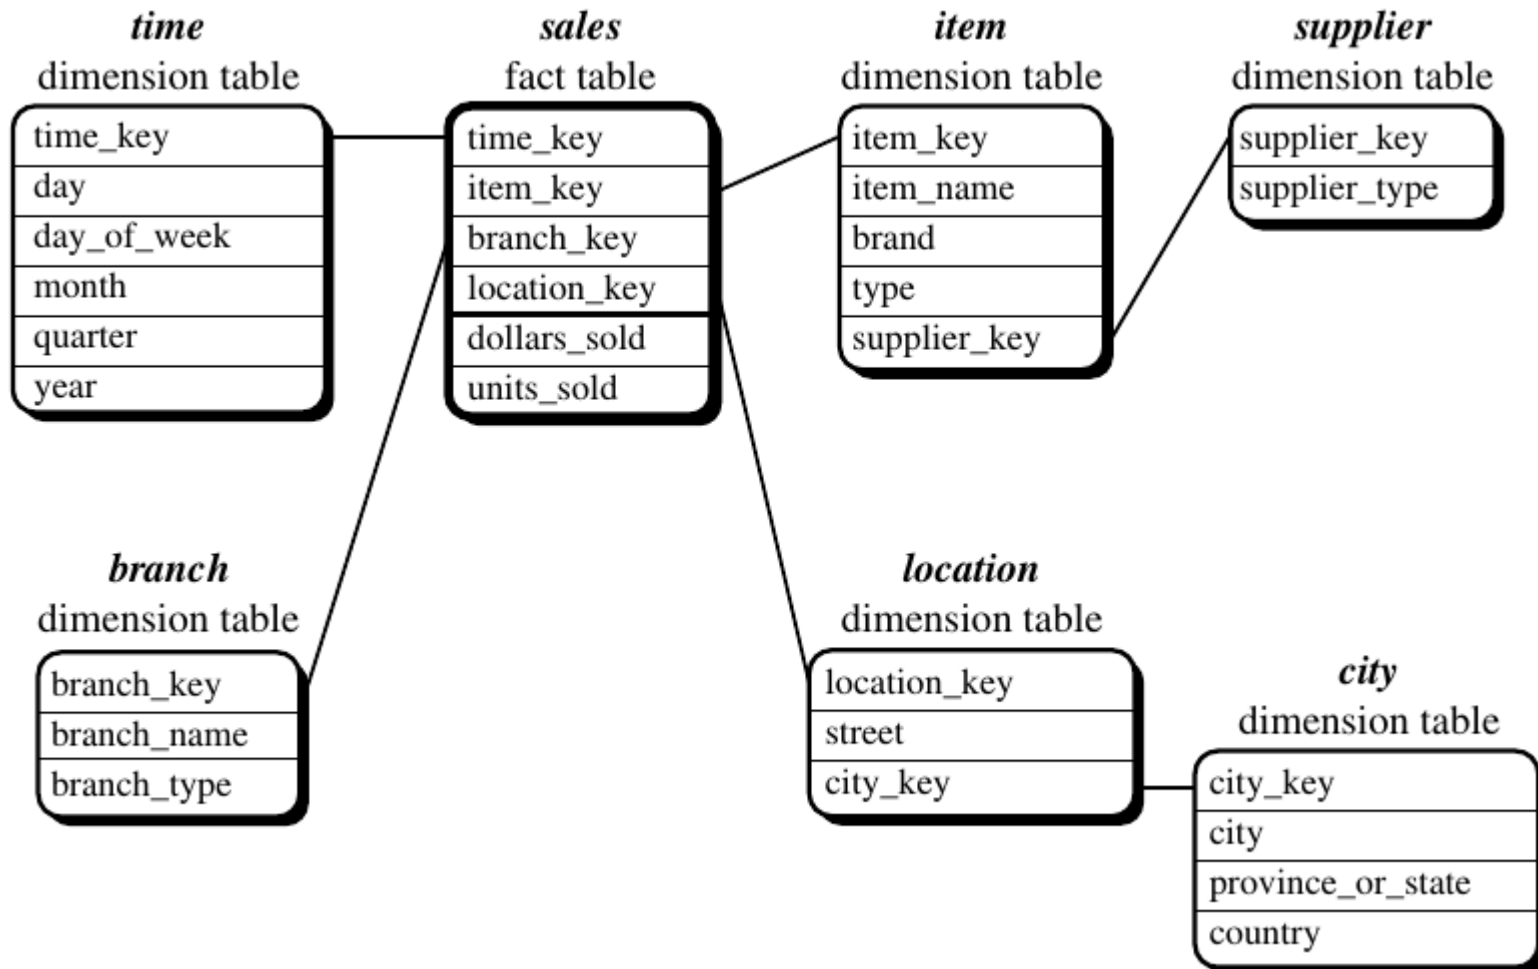 time
dimension table
time_key
day
day_of_week
month
quarter
year
sales
fact table
time_key
item_key
branch_key
location_key
dollars_sold
units_sold
item
dimension table
item_key
item_name
brand
type
supplier_key
supplier
dimension table
supplier_key
supplier_type
branch
dimension table
branch_key
branch_name
branch_type
location
dimension table
location_key
street
city_key
city
dimension table
city_key
city
province_or_state
country